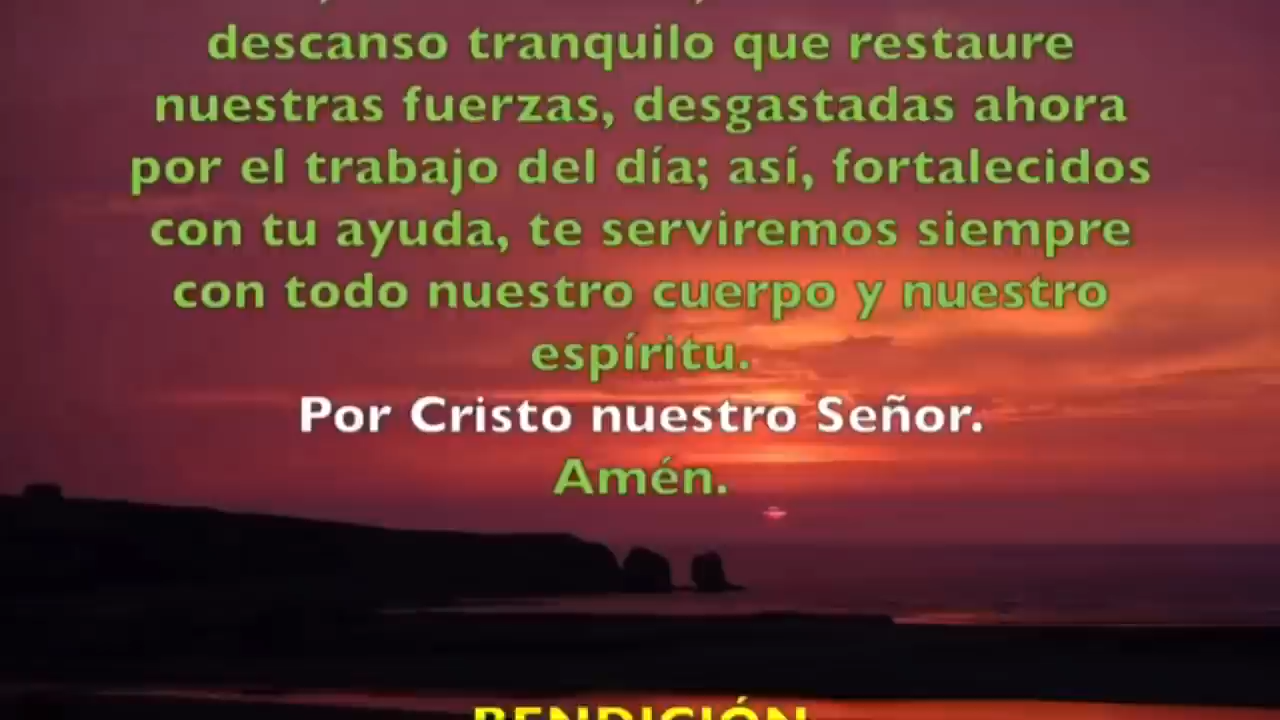 descanso tranquilo que restaure
nuestras fuerzas, desgastadas ahora
por el trabajo del día; así, fortalecidos
con tu ayuda, te serviremos siempre
con todo nuestro cuerpo y nuestro
espíritu.
Por Cristo nuestro Señor.
Amén.
BENDICIÓN